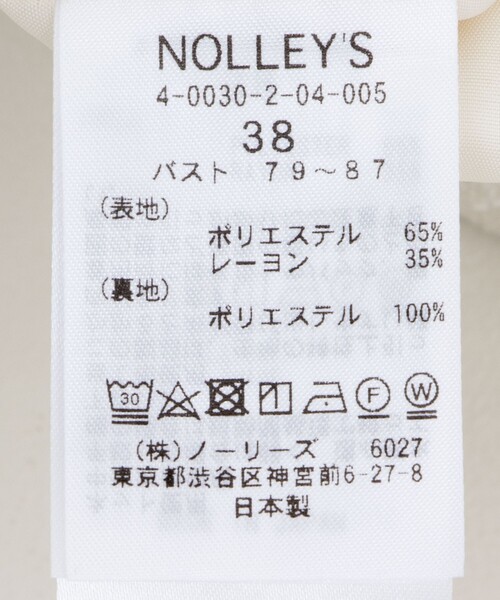 NOLLEY'S
4-0030-2-04-005
38
バスト 79～87
(表地)
ポリエステル 65%
レーヨン 35%
(裏地)
ポリエステル 100%
30 F W
(株)ノーリーズ 6027
東京都渋谷区神宮前6-27-8
日本製